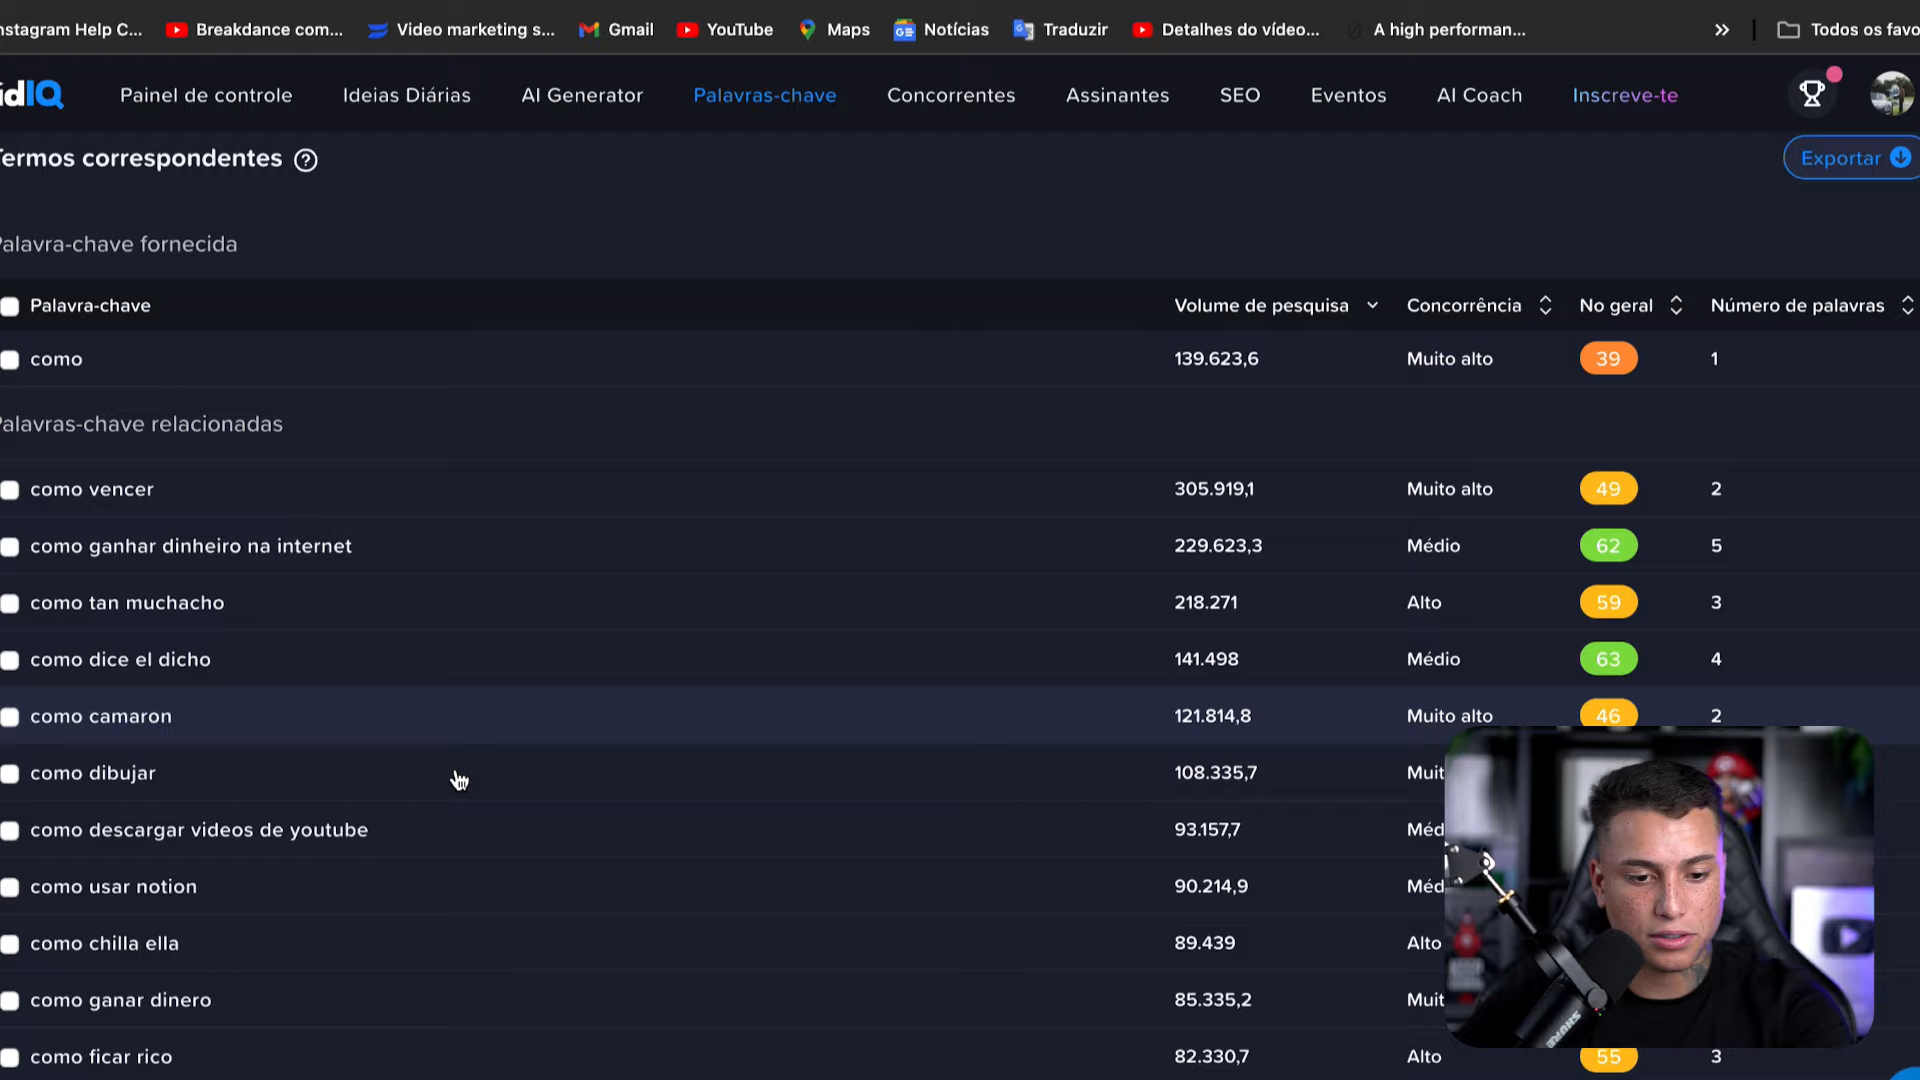 nstagram Help C... Breakdance com... Video marketing s... Gmail YouTube Maps Notícias Traduzir Detalhes do vídeo... A high performan... » Todos os favo
idIQ Painel de controle Ideias Diárias AI Generator Palavras-chave Concorrentes Assinantes SEO Eventos AI Coach Inscreve-te
Termos correspondentes ? Exportar
Palavra-chave fornecida
Palavra-chave Volume de pesquisa Concorrência No geral Número de palavras
como 139.623,6 Muito alto 39 1
Palavras-chave relacionadas
como vencer 305.919,1 Muito alto 49 2
como ganhar dinheiro na internet 229.623,3 Médio 62 5
como tan muchacho 218.271 Alto 59 3
como dice el dicho 141.498 Médio 63 4
como camaron 121.814,8 Muito alto 46 2
como dibujar 108.335,7 Muit
como descargar videos de youtube 93.157,7 Méd
como usar notion 90.214,9 Méd
como chilla ella 89.439 Alto
como ganar dinero 85.335,2 Muit
como ficar rico 82.330,7 Alto 55 3
SHURE